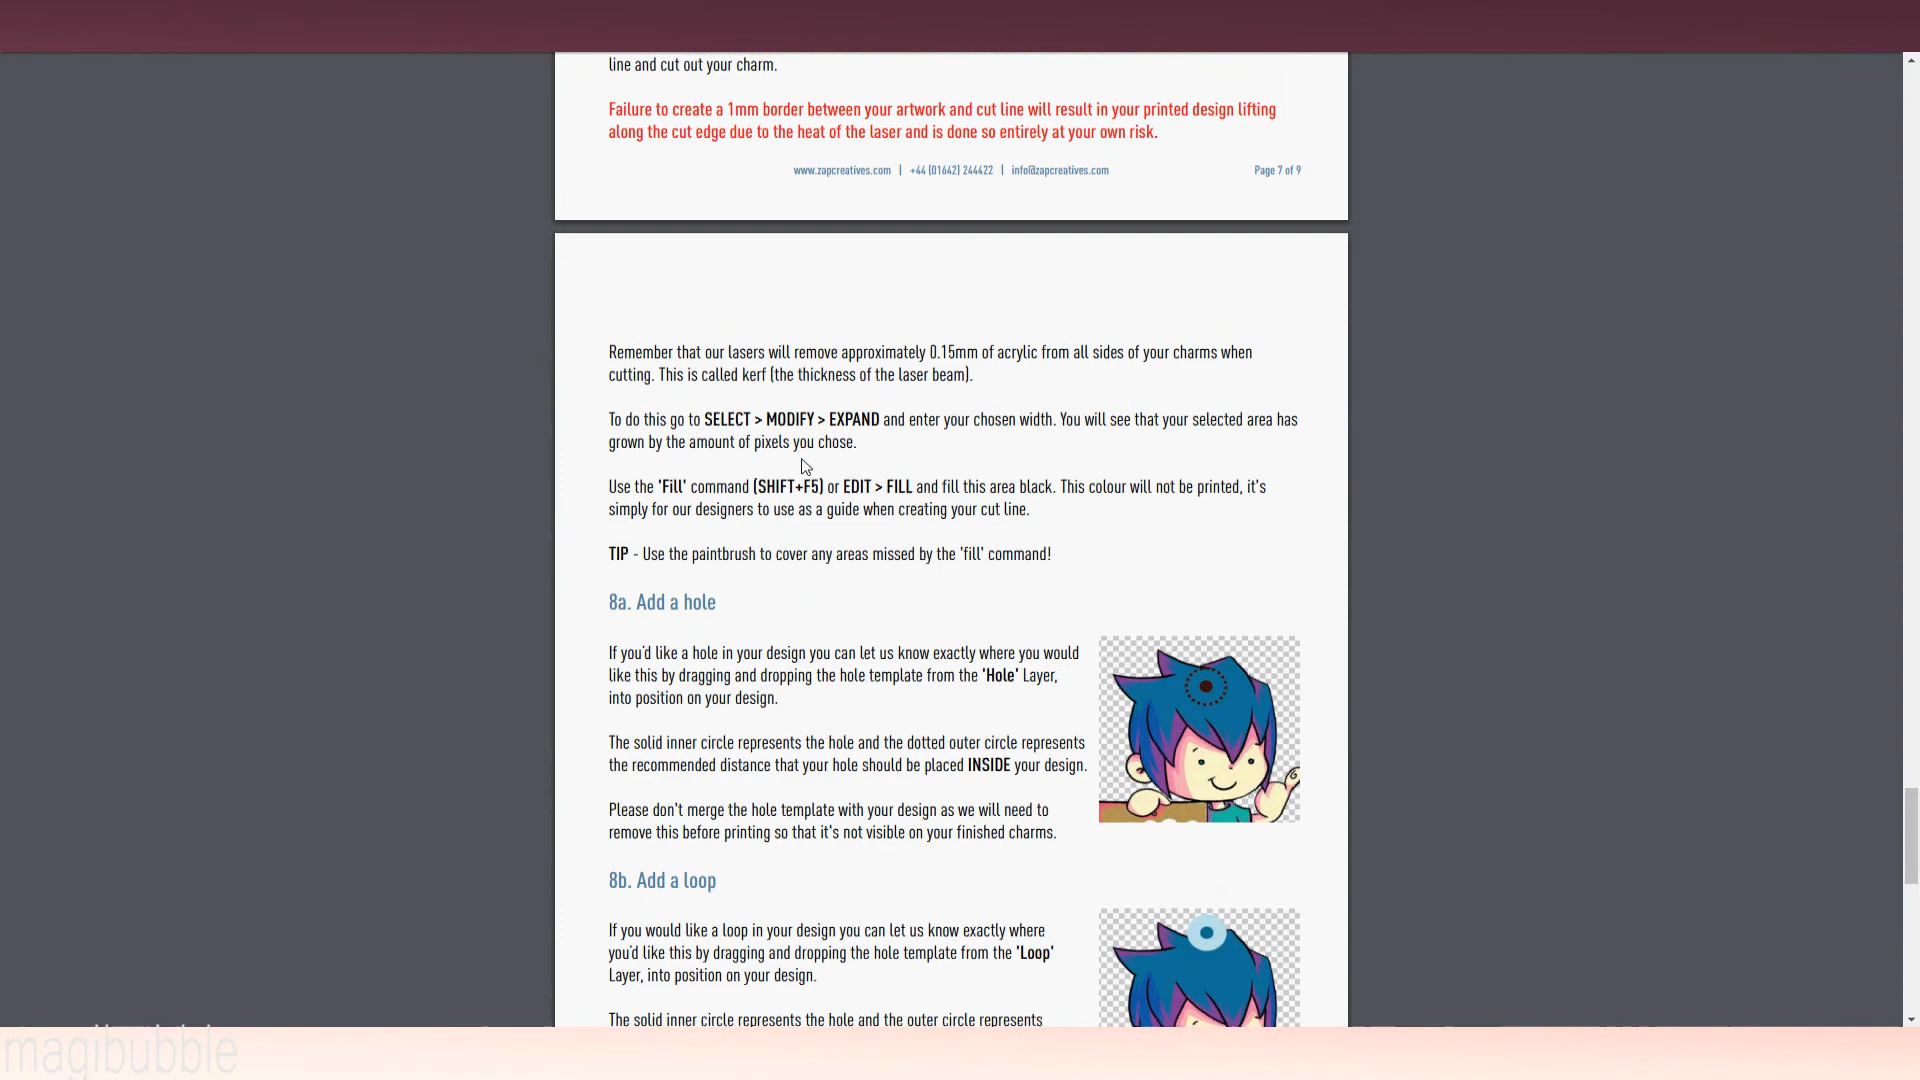 line and cut out your charm.
Failure to create a 1mm border between your artwork and cut line will result in your printed design lifting
along the cut edge due to the heat of the laser and is done so entirely at your own risk.
www.zapcreatives.com | +44 (01642) 244422 | info@zapcreatives.com Page 7 of 9
Remember that our lasers will remove approximately 0.15mm of acrylic from all sides of your charms when
cutting. This is called kerf (the thickness of the laser beam).
To do this go to SELECT > MODIFY > EXPAND and enter your chosen width. You will see that your selected area has
grown by the amount of pixels you chose.
Use the 'Fill' command (SHIFT+F5) or EDIT > FILL and fill this area black. This colour will not be printed, it's
simply for our designers to use as a guide when creating your cut line.
TIP - Use the paintbrush to cover any areas missed by the 'fill' command!
8a. Add a hole
If you'd like a hole in your design you can let us know exactly where you would
like this by dragging and dropping the hole template from the 'Hole' Layer,
into position on your design.
The solid inner circle represents the hole and the dotted outer circle represents
the recommended distance that your hole should be placed INSIDE your design.
Please don't merge the hole template with your design as we will need to
remove this before printing so that it's not visible on your finished charms.
8b. Add a loop
If you would like a loop in your design you can let us know exactly where
you'd like this by dragging and dropping the hole template from the 'Loop'
Layer, into position on your design.
The solid inner circle represents the hole and the outer circle represents
magibubble